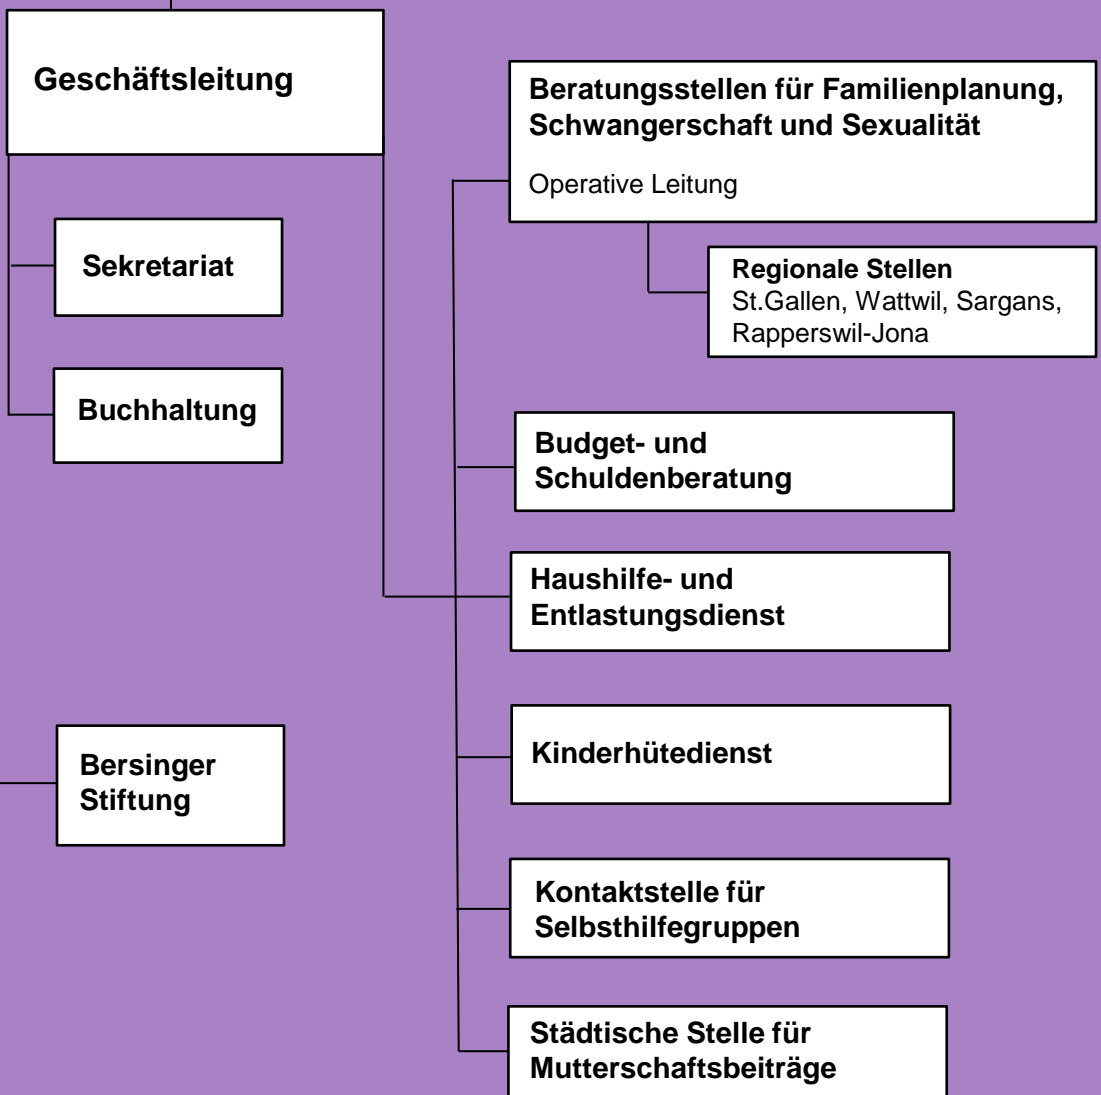 Geschäftsleitung
Sekretariat
Buchhaltung
Bersinger
Stiftung
Beratungsstellen für Familienplanung,
Schwangerschaft und Sexualität
Operative Leitung
Regionale Stellen
St.Gallen, Wattwil, Sargans,
Rapperswil-Jona
Budget- und
Schuldenberatung
Haushilfe- und
Entlastungsdienst
Kinderhütedienst
Kontaktstelle für
Selbsthilfegruppen
Städtische Stelle für
Mutterschaftsbeiträge